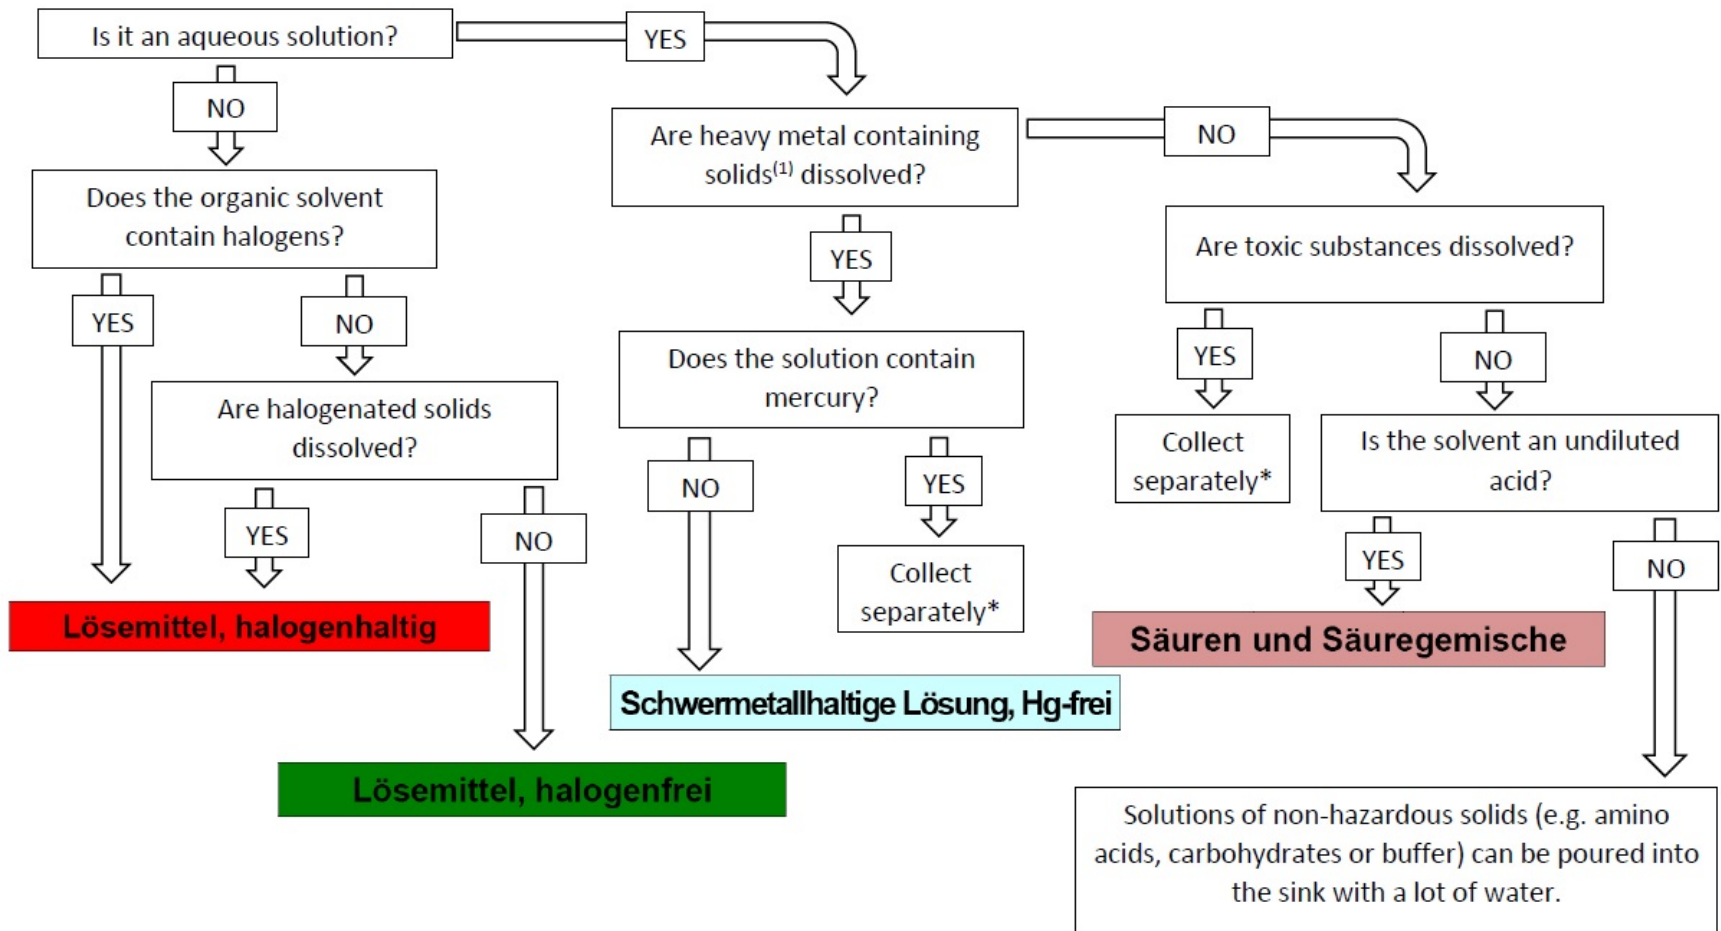 Is it an aqueous solution?
YES
NO
Are heavy metal containing
solids(1) dissolved?
NO
Does the organic solvent
contain halogens?
YES
Are toxic substances dissolved?
YES
NO
Does the solution contain
mercury?
YES
NO
Are halogenated solids
dissolved?
Collect
separately*
Is the solvent an undiluted
acid?
NO
YES
YES
NO
YES
NO
Collect
separately*
Lösemittel, halogenhaltig
Säuren und Säuregemische
Schwermetallhaltige Lösung, Hg-frei
Lösemittel, halogenfrei
Solutions of non-hazardous solids (e.g. amino
acids, carbohydrates or buffer) can be poured into
the sink with a lot of water.